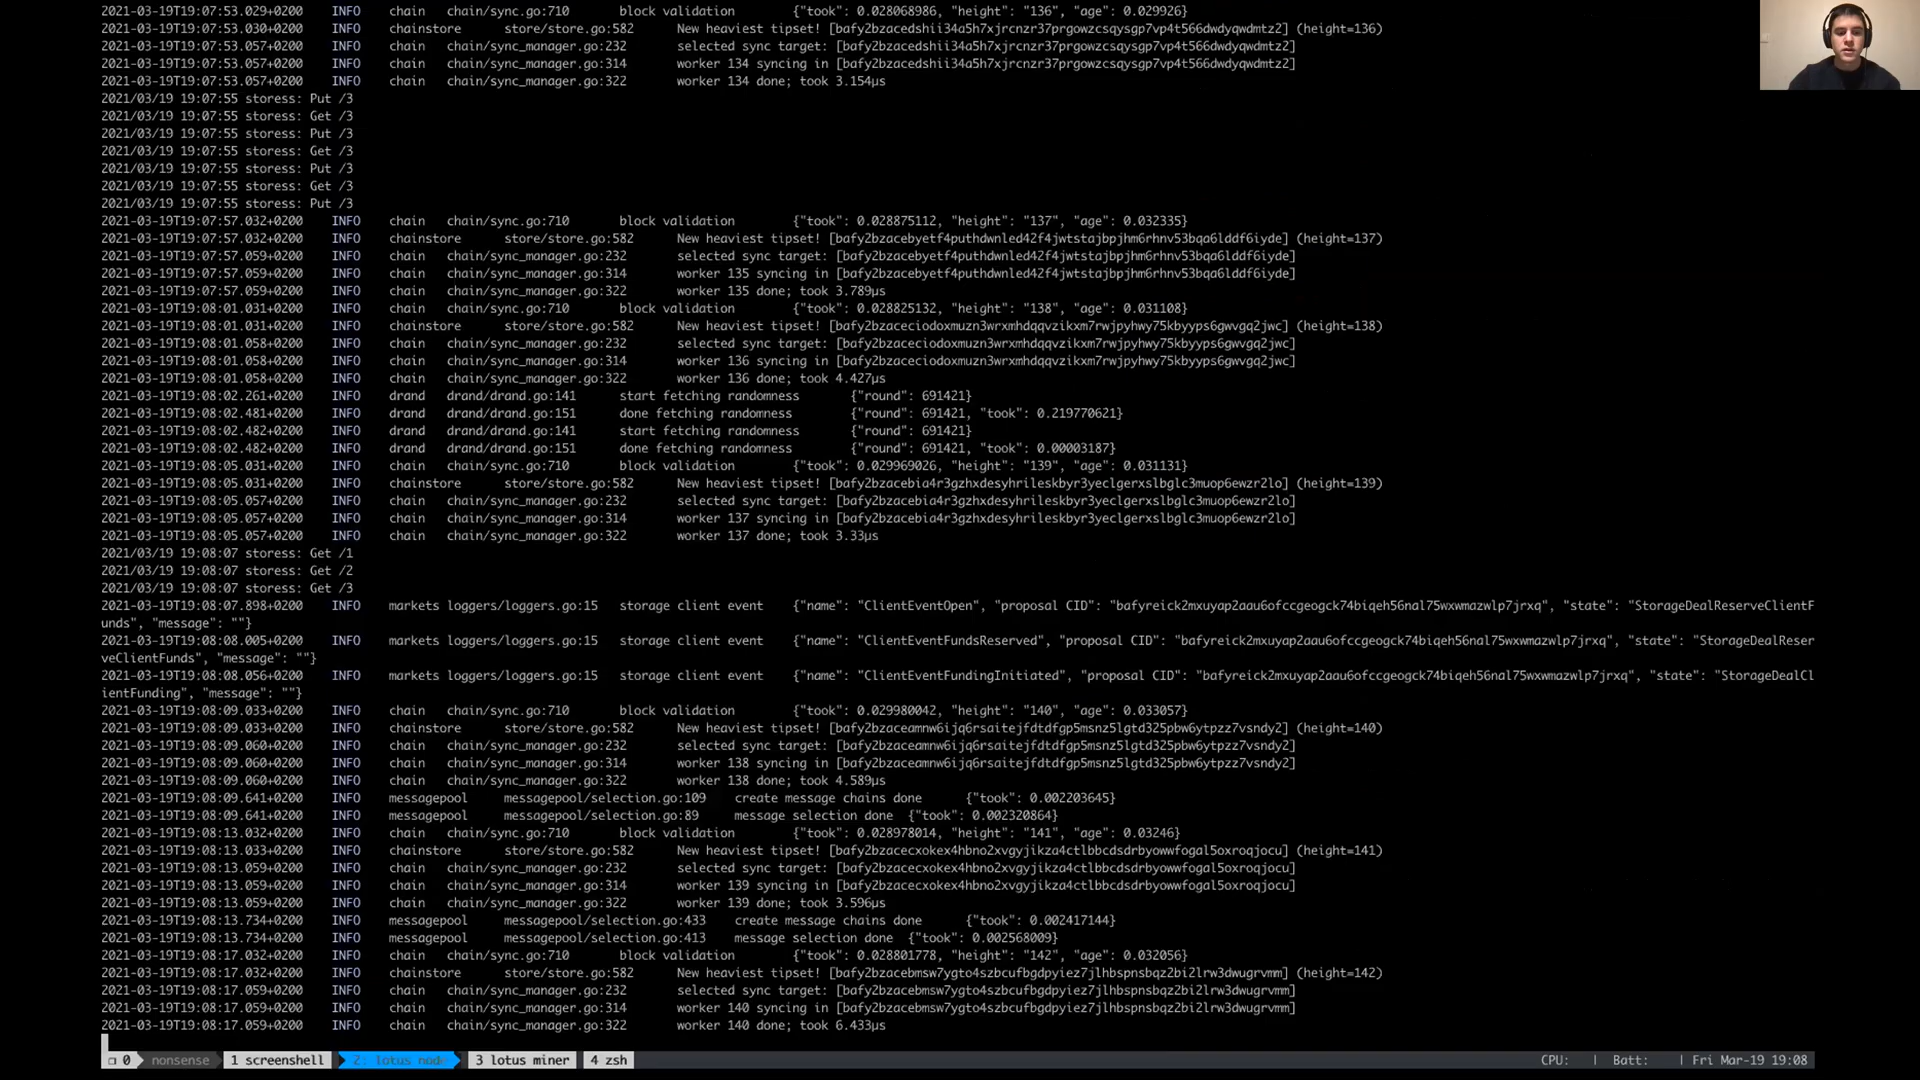 2021-03-19T19:07:53.029+0200 INFO chain chain/sync.go:710 block validation {"took": 0.028068986, "height": "136", "age": 0.029926}
2021-03-19T19:07:53.030+0200 INFO chainstore store/store.go:582 New heaviest tipset! [bafy2bzacedshii34a5h7xjrcnzr37prgowzcsqysgp7vp4t566dwdyqwdmtz2] (height=136)
2021-03-19T19:07:53.057+0200 INFO chain chain/sync_manager.go:232 selected sync target: [bafy2bzacedshii34a5h7xjrcnzr37prgowzcsqysgp7vp4t566dwdyqwdmtz2]
2021-03-19T19:07:53.057+0200 INFO chain chain/sync_manager.go:314 worker 134 syncing in [bafy2bzacedshii34a5h7xjrcnzr37prgowzcsqysgp7vp4t566dwdyqwdmtz2]
2021-03-19T19:07:53.057+0200 INFO chain chain/sync_manager.go:322 worker 134 done; took 3.154µs
2021/03/19 19:07:55 storess: Put /3
2021/03/19 19:07:55 storess: Get /3
2021/03/19 19:07:55 storess: Put /3
2021/03/19 19:07:55 storess: Get /3
2021/03/19 19:07:55 storess: Put /3
2021/03/19 19:07:55 storess: Get /3
2021/03/19 19:07:55 storess: Put /3
2021-03-19T19:07:57.032+0200 INFO chain chain/sync.go:710 block validation {"took": 0.028875112, "height": "137", "age": 0.032335}
2021-03-19T19:07:57.032+0200 INFO chainstore store/store.go:582 New heaviest tipset! [bafy2bzacebyetf4puthdwnled42f4jwtstajbpjhm6rhnv53bqa6lddf6iyde] (height=137)
2021-03-19T19:07:57.059+0200 INFO chain chain/sync_manager.go:232 selected sync target: [bafy2bzacebyetf4puthdwnled42f4jwtstajbpjhm6rhnv53bqa6lddf6iyde]
2021-03-19T19:07:57.059+0200 INFO chain chain/sync_manager.go:314 worker 135 syncing in [bafy2bzacebyetf4puthdwnled42f4jwtstajbpjhm6rhnv53bqa6lddf6iyde]
2021-03-19T19:07:57.059+0200 INFO chain chain/sync_manager.go:322 worker 135 done; took 3.789µs
2021-03-19T19:08:01.031+0200 INFO chain chain/sync.go:710 block validation {"took": 0.028825132, "height": "138", "age": 0.031108}
2021-03-19T19:08:01.031+0200 INFO chainstore store/store.go:582 New heaviest tipset! [bafy2bzaceciodoxmuzn3wrxmhdqqvzikxm7rwjpyhwy75kbyyps6gwvgq2jwc] (height=138)
2021-03-19T19:08:01.058+0200 INFO chain chain/sync_manager.go:232 selected sync target: [bafy2bzaceciodoxmuzn3wrxmhdqqvzikxm7rwjpyhwy75kbyyps6gwvgq2jwc]
2021-03-19T19:08:01.058+0200 INFO chain chain/sync_manager.go:314 worker 136 syncing in [bafy2bzaceciodoxmuzn3wrxmhdqqvzikxm7rwjpyhwy75kbyyps6gwvgq2jwc]
2021-03-19T19:08:01.058+0200 INFO chain chain/sync_manager.go:322 worker 136 done; took 4.427µs
2021-03-19T19:08:02.261+0200 INFO drand drand/drand.go:141 start fetching randomness {"round": 691421}
2021-03-19T19:08:02.481+0200 INFO drand drand/drand.go:151 done fetching randomness {"round": 691421, "took": 0.219770621}
2021-03-19T19:08:02.482+0200 INFO drand drand/drand.go:141 start fetching randomness {"round": 691421}
2021-03-19T19:08:02.482+0200 INFO drand drand/drand.go:151 done fetching randomness {"round": 691421, "took": 0.00003187}
2021-03-19T19:08:05.031+0200 INFO chain chain/sync.go:710 block validation {"took": 0.029969026, "height": "139", "age": 0.031131}
2021-03-19T19:08:05.031+0200 INFO chainstore store/store.go:582 New heaviest tipset! [bafy2bzacebia4r3gzhxdesyhrileskbyr3yeclgerxslbglc3muop6ewzr2lo] (height=139)
2021-03-19T19:08:05.057+0200 INFO chain chain/sync_manager.go:232 selected sync target: [bafy2bzacebia4r3gzhxdesyhrileskbyr3yeclgerxslbglc3muop6ewzr2lo]
2021-03-19T19:08:05.057+0200 INFO chain chain/sync_manager.go:314 worker 137 syncing in [bafy2bzacebia4r3gzhxdesyhrileskbyr3yeclgerxslbglc3muop6ewzr2lo]
2021-03-19T19:08:05.057+0200 INFO chain chain/sync_manager.go:322 worker 137 done; took 3.33µs
2021/03/19 19:08:07 storess: Get /1
2021/03/19 19:08:07 storess: Get /2
2021/03/19 19:08:07 storess: Get /3
2021-03-19T19:08:07.898+0200 INFO markets loggers/loggers.go:15 storage client event {"name": "ClientEventOpen", "proposal CID": "bafyreick2mxuyap2aau6ofccgeogck74biqeh56nal75wxwmazwlp7jrxq", "state": "StorageDealReserveClientF
unds", "message": ""}
2021-03-19T19:08:08.005+0200 INFO markets loggers/loggers.go:15 storage client event {"name": "ClientEventFundsReserved", "proposal CID": "bafyreick2mxuyap2aau6ofccgeogck74biqeh56nal75wxwmazwlp7jrxq", "state": "StorageDealReser
veClientFunds", "message": ""}
2021-03-19T19:08:08.056+0200 INFO markets loggers/loggers.go:15 storage client event {"name": "ClientEventFundingInitiated", "proposal CID": "bafyreick2mxuyap2aau6ofccgeogck74biqeh56nal75wxwmazwlp7jrxq", "state": "StorageDealCl
ientFunding", "message": ""}
2021-03-19T19:08:09.033+0200 INFO chain chain/sync.go:710 block validation {"took": 0.029980042, "height": "140", "age": 0.033057}
2021-03-19T19:08:09.033+0200 INFO chainstore store/store.go:582 New heaviest tipset! [bafy2bzaceamnw6ijq6rsaitejfdtdfgp5msnz5lgtd325pbw6ytpzz7vsndy2] (height=140)
2021-03-19T19:08:09.060+0200 INFO chain chain/sync_manager.go:232 selected sync target: [bafy2bzaceamnw6ijq6rsaitejfdtdfgp5msnz5lgtd325pbw6ytpzz7vsndy2]
2021-03-19T19:08:09.060+0200 INFO chain chain/sync_manager.go:314 worker 138 syncing in [bafy2bzaceamnw6ijq6rsaitejfdtdfgp5msnz5lgtd325pbw6ytpzz7vsndy2]
2021-03-19T19:08:09.060+0200 INFO chain chain/sync_manager.go:322 worker 138 done; took 4.589µs
2021-03-19T19:08:09.641+0200 INFO messagepool messagepool/selection.go:109 create message chains done {"took": 0.002203645}
2021-03-19T19:08:09.641+0200 INFO messagepool messagepool/selection.go:89 message selection done {"took": 0.002320864}
2021-03-19T19:08:13.032+0200 INFO chain chain/sync.go:710 block validation {"took": 0.028978014, "height": "141", "age": 0.03246}
2021-03-19T19:08:13.033+0200 INFO chainstore store/store.go:582 New heaviest tipset! [bafy2bzacecxokex4hbno2xvgyjikza4ctlbbcdsdrbyowwfogal5oxroqjocu] (height=141)
2021-03-19T19:08:13.059+0200 INFO chain chain/sync_manager.go:232 selected sync target: [bafy2bzacecxokex4hbno2xvgyjikza4ctlbbcdsdrbyowwfogal5oxroqjocu]
2021-03-19T19:08:13.059+0200 INFO chain chain/sync_manager.go:314 worker 139 syncing in [bafy2bzacecxokex4hbno2xvgyjikza4ctlbbcdsdrbyowwfogal5oxroqjocu]
2021-03-19T19:08:13.059+0200 INFO chain chain/sync_manager.go:322 worker 139 done; took 3.596µs
2021-03-19T19:08:13.734+0200 INFO messagepool messagepool/selection.go:433 create message chains done {"took": 0.002417144}
2021-03-19T19:08:13.734+0200 INFO messagepool messagepool/selection.go:413 message selection done {"took": 0.002568009}
2021-03-19T19:08:17.032+0200 INFO chain chain/sync.go:710 block validation {"took": 0.028801778, "height": "142", "age": 0.032056}
2021-03-19T19:08:17.032+0200 INFO chainstore store/store.go:582 New heaviest tipset! [bafy2bzacebmsw7ygto4szbcufbgdpyiez7jlhbspnsbqz2bi2lrw3dwugrvmm] (height=142)
2021-03-19T19:08:17.059+0200 INFO chain chain/sync_manager.go:232 selected sync target: [bafy2bzacebmsw7ygto4szbcufbgdpyiez7jlhbspnsbqz2bi2lrw3dwugrvmm]
2021-03-19T19:08:17.059+0200 INFO chain chain/sync_manager.go:314 worker 140 syncing in [bafy2bzacebmsw7ygto4szbcufbgdpyiez7jlhbspnsbqz2bi2lrw3dwugrvmm]
2021-03-19T19:08:17.059+0200 INFO chain chain/sync_manager.go:322 worker 140 done; took 6.433µs
0 nonsense 1 screenshell 2: lotus node 3 lotus miner 4 zsh CPU: | Batt: | Fri Mar-19 19:08